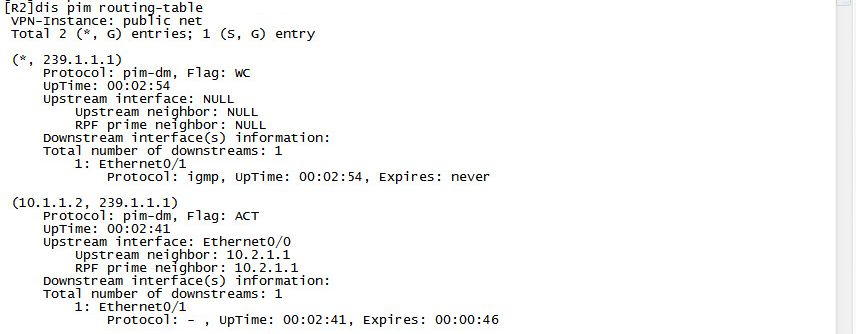 [R2]dis pim routing-table
VPN-Instance: public net
Total 2 (*, G) entries; 1 (S, G) entry
(*, 239.1.1.1)
Protocol: pim-dm, Flag: WC
UpTime: 00:02:54
Upstream interface: NULL
Upstream neighbor: NULL
RPF prime neighbor: NULL
Downstream interface(s) information:
Total number of downstreams: 1
1: Ethernet0/1
Protocol: igmp, UpTime: 00:02:54, Expires: never
(10.1.1.2, 239.1.1.1)
Protocol: pim-dm, Flag: ACT
UpTime: 00:02:41
Upstream interface: Ethernet0/0
Upstream neighbor: 10.2.1.1
RPF prime neighbor: 10.2.1.1
Downstream interface(s) information:
Total number of downstreams: 1
1: Ethernet0/1
Protocol: - , UpTime: 00:02:41, Expires: 00:00:46